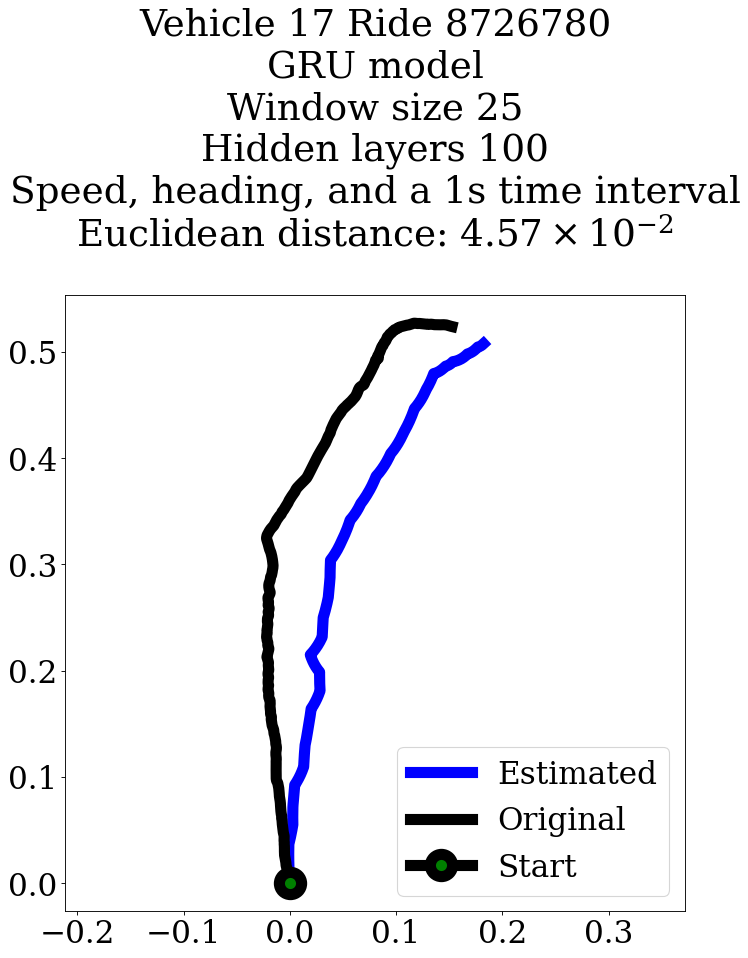 Vehicle 17 Ride 8726780
GRU model
Window size 25
Hidden layers 100
Speed, heading, and a 1s time interval
Euclidean distance: 4.57 × 10⁻²
0.5
0.4
0.3
0.2
0.1
0.0
Estimated
Original
Start
−0.2 −0.1 0.0 0.1 0.2 0.3